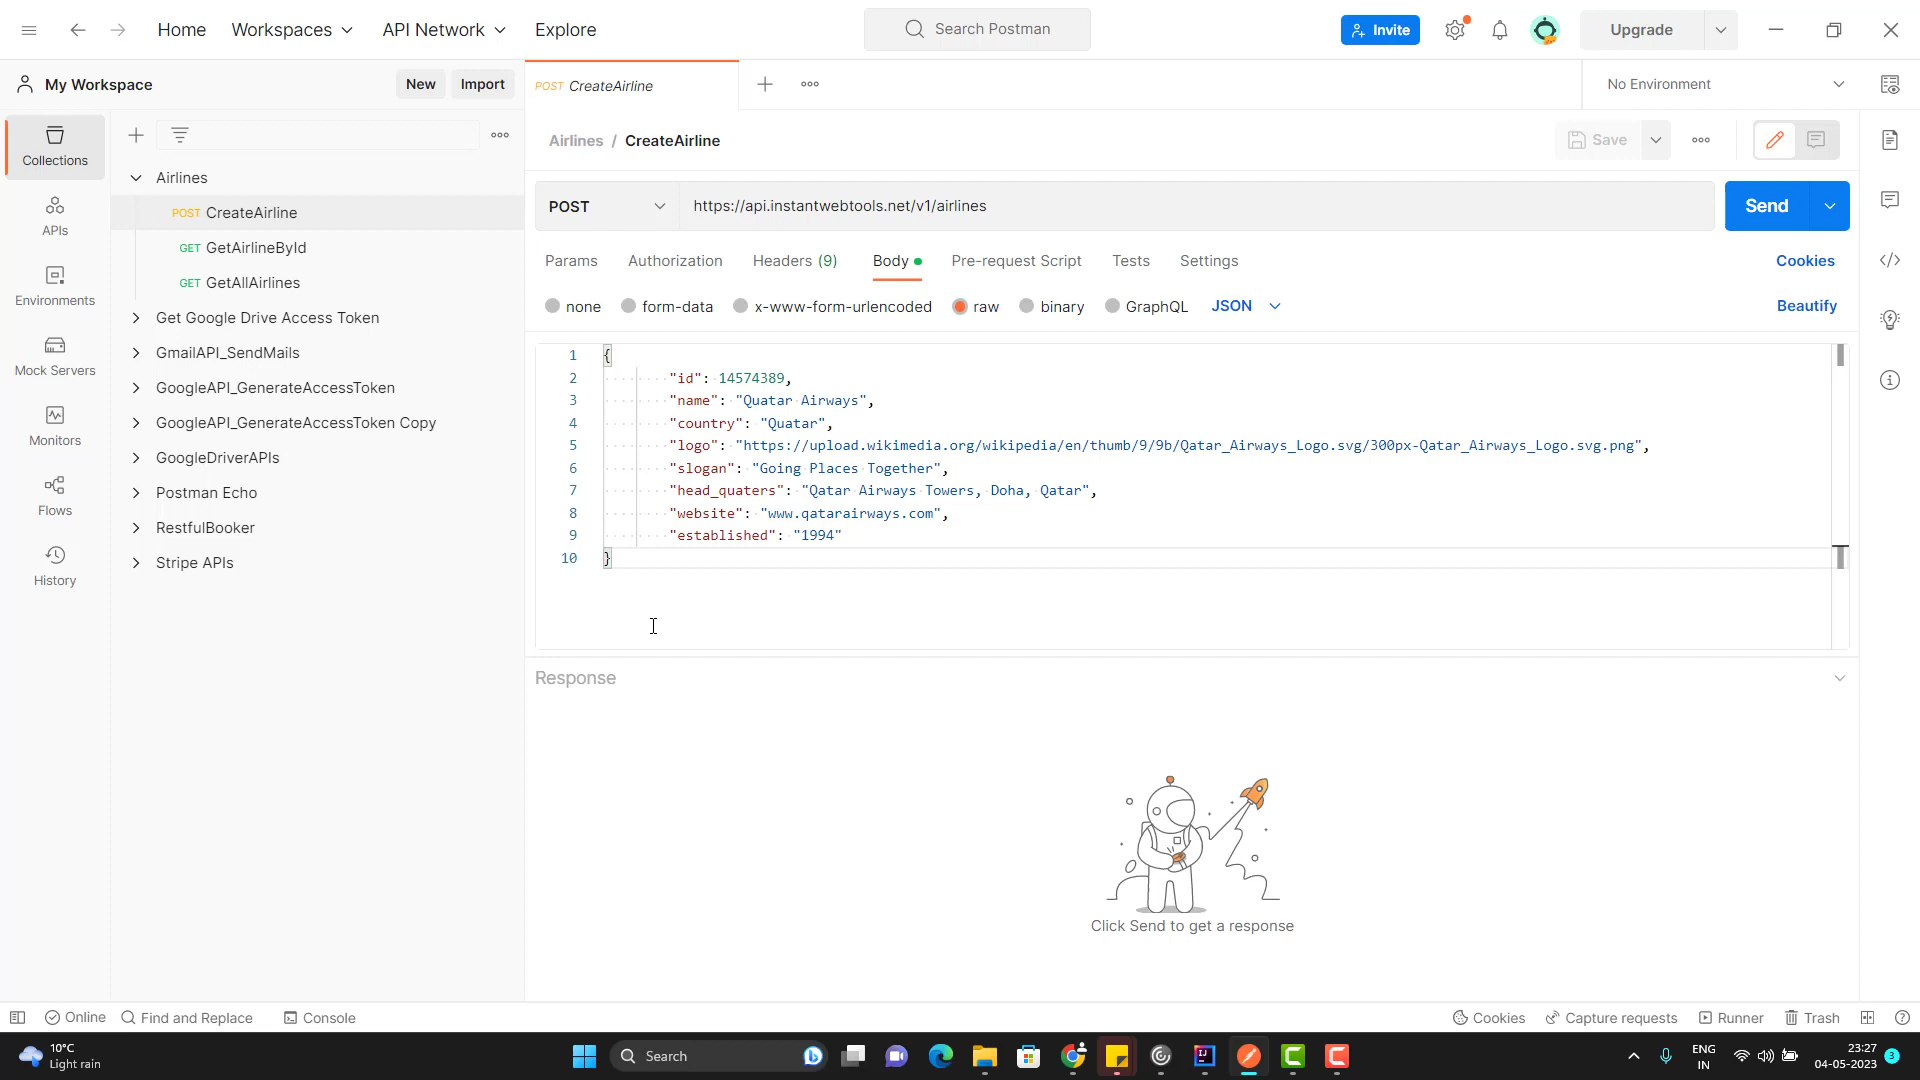 Home Workspaces API Network Explore Search Postman Invite Upgrade
My Workspace New Import POST CreateAirline No Environment
Airlines / CreateAirline Save
Collections
APIs
Environments
Mock Servers
Monitors
Flows
History
Airlines
POST CreateAirline
GET GetAirlineById
GET GetAllAirlines
Get Google Drive Access Token
GmailAPI_SendMails
GoogleAPI_GenerateAccessToken
GoogleAPI_GenerateAccessToken Copy
GoogleDriverAPIs
Postman Echo
RestfulBooker
Stripe APIs
POST https://api.instantwebtools.net/v1/airlines Send
Params Authorization Headers (9) Body Pre-request Script Tests Settings Cookies
none form-data x-www-form-urlencoded raw binary GraphQL JSON Beautify
1 {
2 "id": 14574389,
3 "name": "Quatar Airways",
4 "country": "Quatar",
5 "logo": "https://upload.wikimedia.org/wikipedia/en/thumb/9/9b/Qatar_Airways_Logo.svg/300px-Qatar_Airways_Logo.svg.png",
6 "slogan": "Going Places Together",
7 "head_quaters": "Qatar Airways Towers, Doha, Qatar",
8 "website": "www.qatarairways.com",
9 "established": "1994"
10 }
Response
Click Send to get a response
Online Find and Replace Console Cookies Capture requests Runner Trash
10°C
Light rain
Search
ENG
IN
23:27
04-05-2023
3